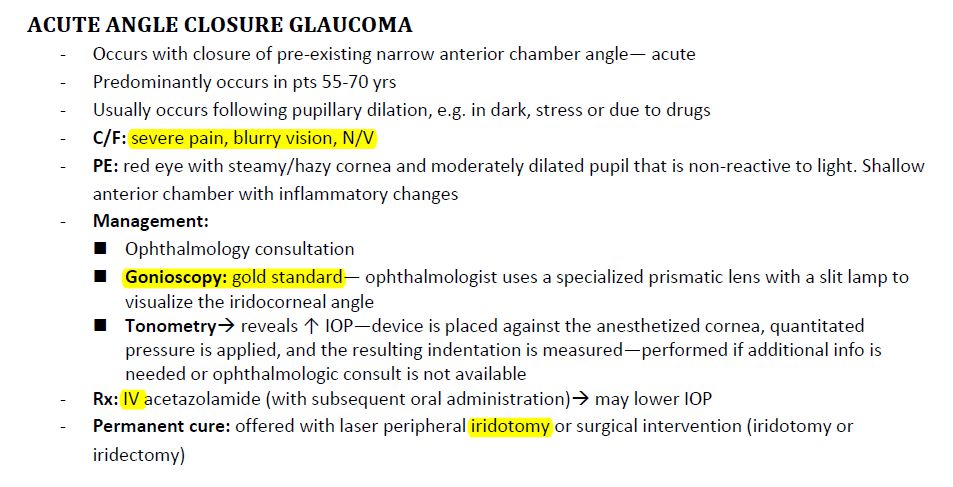 ACUTE ANGLE CLOSURE GLAUCOMA
- Occurs with closure of pre-existing narrow anterior chamber angle— acute
- Predominantly occurs in pts 55-70 yrs
- Usually occurs following pupillary dilation, e.g. in dark, stress or due to drugs
- C/F: severe pain, blurry vision, N/V
- PE: red eye with steamy/hazy cornea and moderately dilated pupil that is non-reactive to light. Shallow
anterior chamber with inflammatory changes
- Management:
■ Ophthalmology consultation
■ Gonioscopy: gold standard— ophthalmologist uses a specialized prismatic lens with a slit lamp to
visualize the iridocorneal angle
■ Tonometry→ reveals ↑ IOP—device is placed against the anesthetized cornea, quantitated
pressure is applied, and the resulting indentation is measured—performed if additional info is
needed or ophthalmologic consult is not available
- Rx: IV acetazolamide (with subsequent oral administration)→ may lower IOP
- Permanent cure: offered with laser peripheral iridotomy or surgical intervention (iridotomy or
iridectomy)